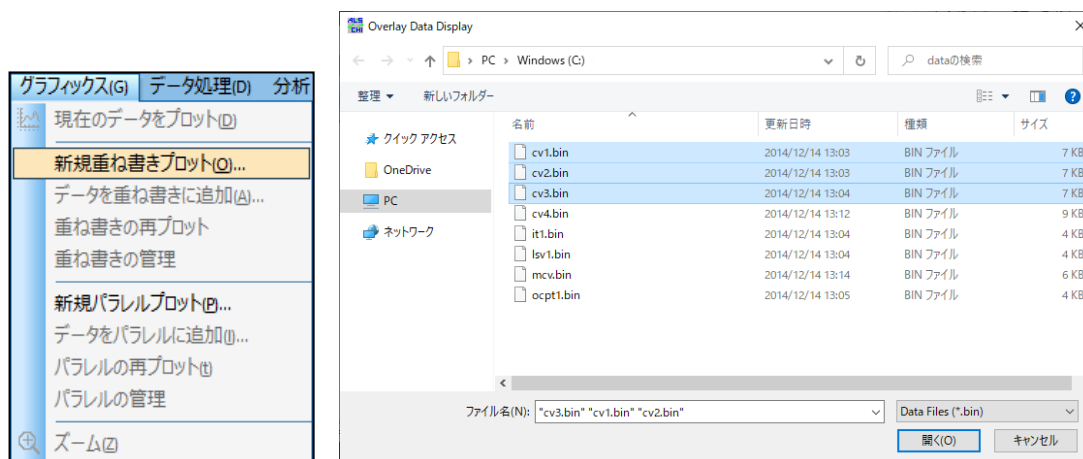 グラフィックス(G) データ処理(D) 分析
現在のデータをプロット(D)
新規重ね書きプロット(O)...
データを重ね書きに追加(A)...
重ね書きの再プロット
重ね書きの管理
新規パラレルプロット(P)...
データをパラレルに追加(I)...
パラレルの再プロット(t)
パラレルの管理
ズーム(Z)
ALS CHI Overlay Data Display
PC > Windows (C:)
dataの検索
整理 新しいフォルダー
クイック アクセス
OneDrive
PC
ネットワーク
名前 更新日時 種類 サイズ
cv1.bin 2014/12/14 13:03 BIN ファイル 7 KB
cv2.bin 2014/12/14 13:03 BIN ファイル 7 KB
cv3.bin 2014/12/14 13:04 BIN ファイル 7 KB
cv4.bin 2014/12/14 13:12 BIN ファイル 9 KB
it1.bin 2014/12/14 13:04 BIN ファイル 4 KB
lsv1.bin 2014/12/14 13:04 BIN ファイル 4 KB
mcv.bin 2014/12/14 13:14 BIN ファイル 6 KB
ocpt1.bin 2014/12/14 13:05 BIN ファイル 4 KB
ファイル名(N): "cv3.bin" "cv1.bin" "cv2.bin" Data Files (*.bin)
開く(O) キャンセル